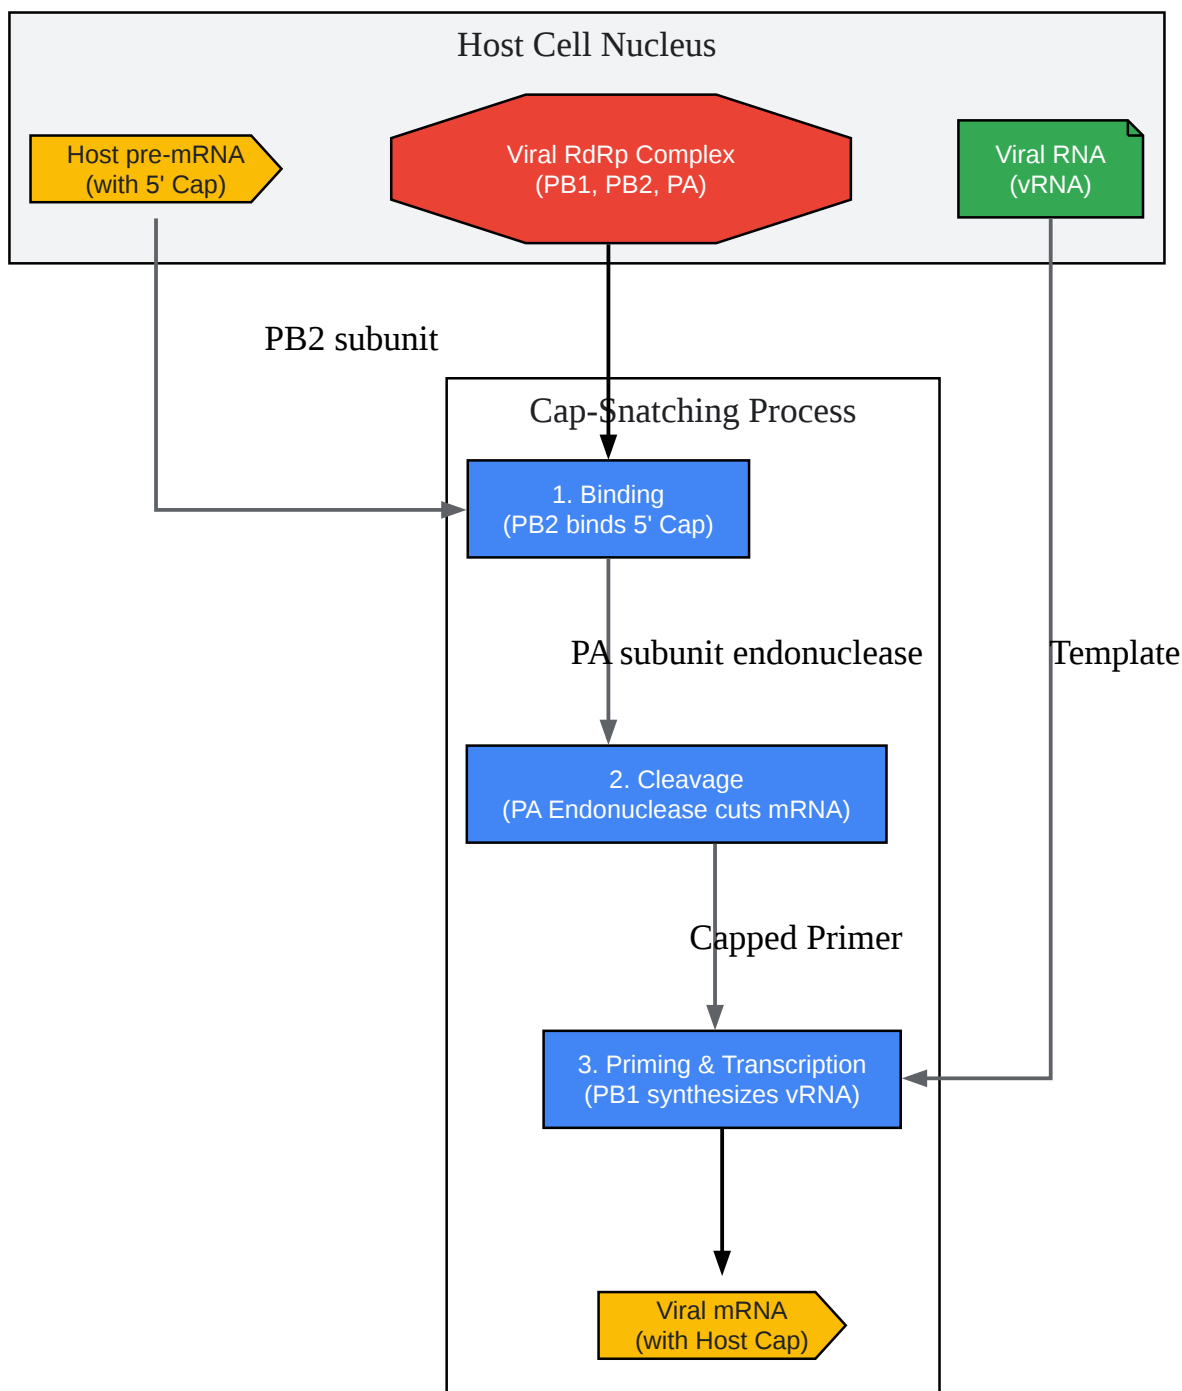 Host Cell Nucleus
Host pre-mRNA
(with 5' Cap)
Viral RdRp Complex
(PB1, PB2, PA)
Viral RNA
(vRNA)
PB2 subunit
Cap-Snatching Process
1. Binding
(PB2 binds 5' Cap)
PA subunit endonuclease
Template
2. Cleavage
(PA Endonuclease cuts mRNA)
Capped Primer
3. Priming & Transcription
(PB1 synthesizes vRNA)
Viral mRNA
(with Host Cap)